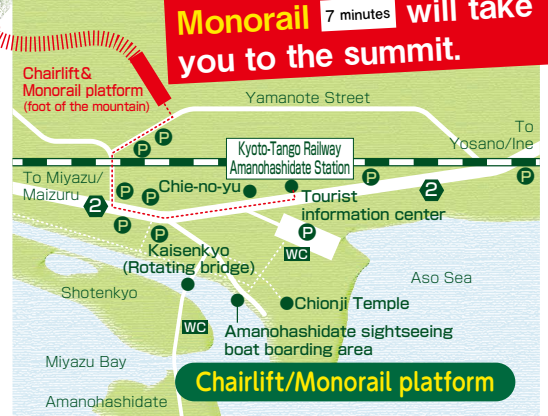 Monorail 7 minutes will take
you to the summit.
Chairlift&
Monorail platform
(foot of the mountain)
Yamanote Street
P
P
Kyoto-Tango Railway
Amanohashidate Station
To
Yosano/Ine
To Miyazu/
Maizuru
P
P
Chie-no-yu
P
P
2
2
Tourist
information center
P
P
P
WC
Kaisenkyo
(Rotating bridge)
Aso Sea
Shotenkyo
Chionji Temple
WC
Amanohashidate sightseeing
boat boarding area
Miyazu Bay
Chairlift/Monorail platform
Amanohashidate